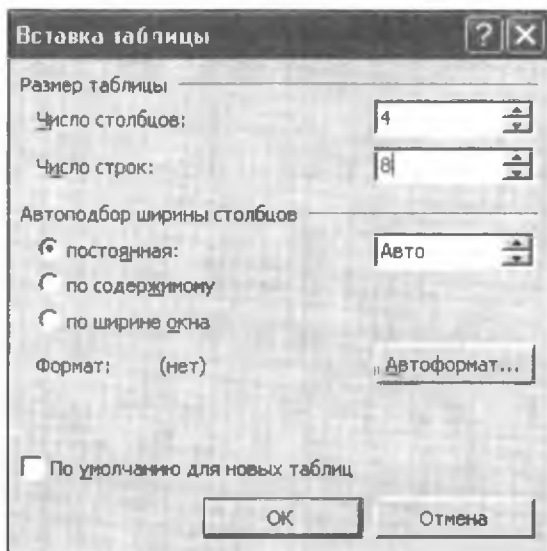 Вставка таблицы
Размер таблицы
Число столбцов: 4
Число строк: 8
Автоподбор ширины столбцов
постоянная: Авто
по содержимому
по ширине окна
Формат: (нет) Автоформат...
По умолчанию для новых таблиц
ОК Отмена